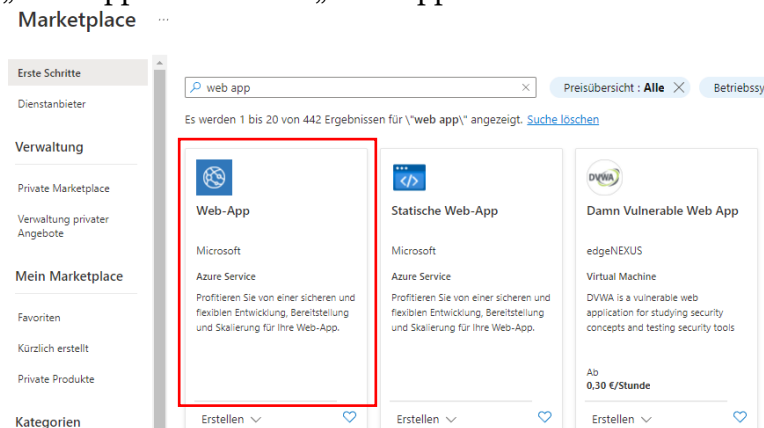 Marketplace ...
Erste Schritte
Dienstanbieter
Verwaltung
Private Marketplace
Verwaltung privater
Angebote
Mein Marketplace
Favoriten
Kürzlich erstellt
Private Produkte
Kategorien
web app
Preisübersicht : Alle
Betriebssy
Es werden 1 bis 20 von 442 Ergebnissen für \"web app\" angezeigt. Suche löschen
Web-App
Microsoft
Azure Service
Profitieren Sie von einer sicheren und
flexiblen Entwicklung, Bereitstellung
und Skalierung für Ihre Web-App.
Erstellen
Statische Web-App
Microsoft
Azure Service
Profitieren Sie von einer sicheren und
flexiblen Entwicklung, Bereitstellung
und Skalierung für Ihre Web-App.
Erstellen
DVWA
Damn Vulnerable Web App
edgeNEXUS
Virtual Machine
DVWA is a vulnerable web
application for studying security
concepts and testing security tools
Ab
0,30 €/Stunde
Erstellen